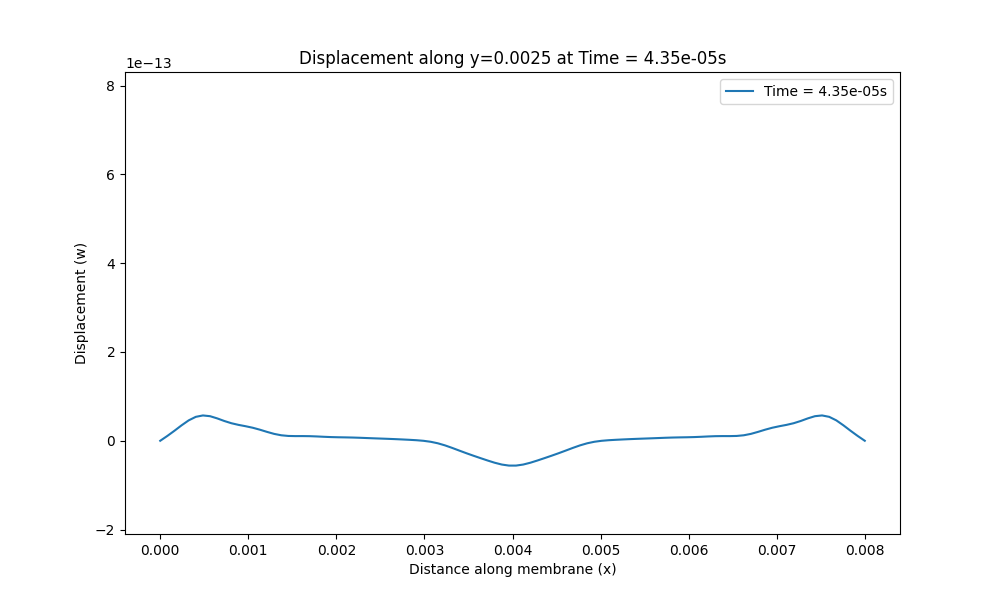 Displacement along y=0.0025 at Time = 4.35e-05s
1e−13
Time = 4.35e-05s
8
6
4
2
0
−2
Displacement (w)
0.000 0.001 0.002 0.003 0.004 0.005 0.006 0.007 0.008
Distance along membrane (x)